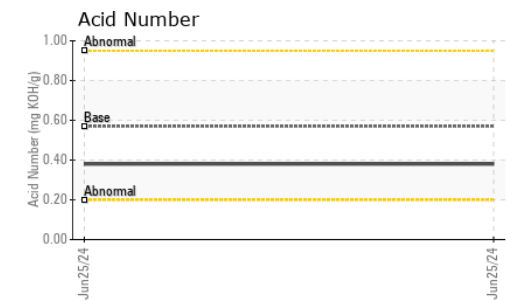 Acid Number
1.00
Abnormal
0.80
Base
0.60
0.40
Abnormal
0.20
0.00
Acid Number (mg KOH/g)
Jun25/24
Jun25/24